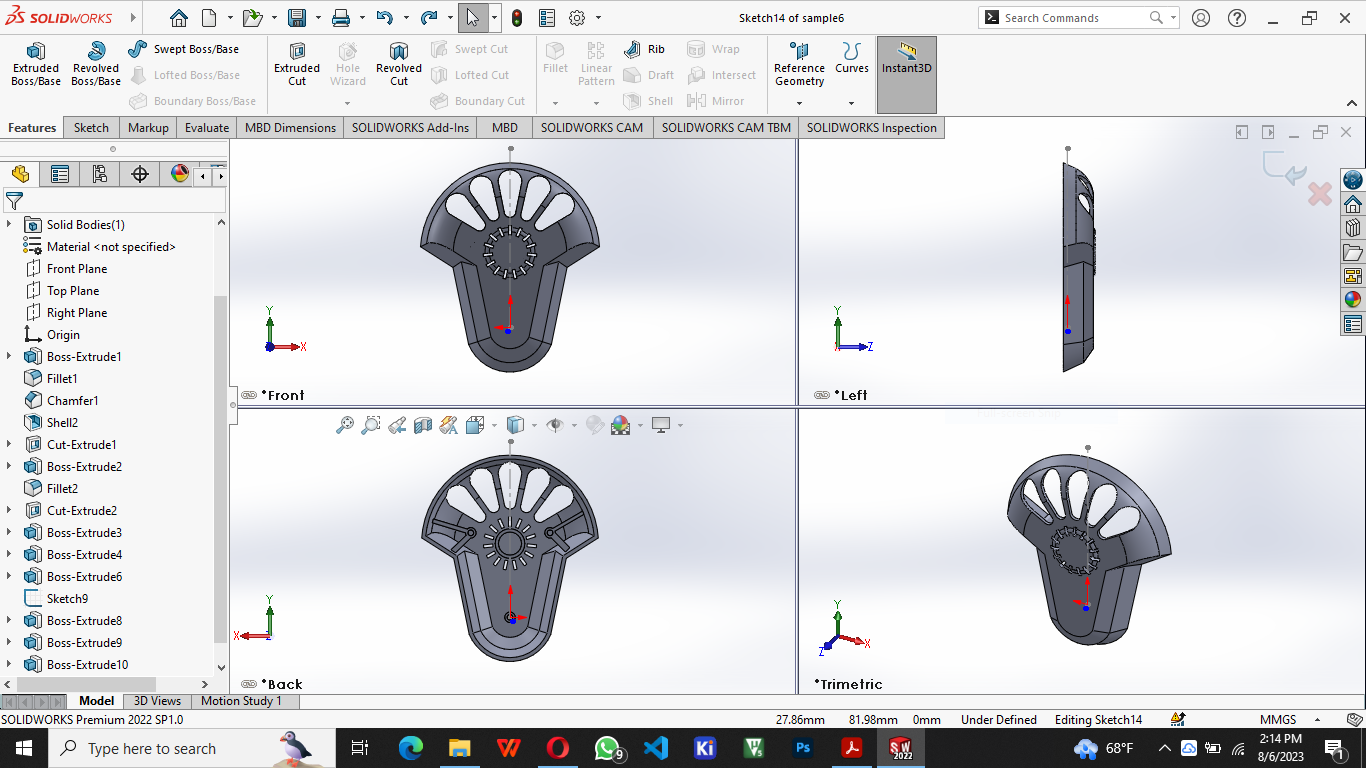 SOLIDWORKS
Sketch14 of sample6
Search Commands
Extruded Boss/Base
Revolved Boss/Base
Swept Boss/Base
Lofted Boss/Base
Boundary Boss/Base
Extruded Cut
Hole Wizard
Revolved Cut
Swept Cut
Lofted Cut
Boundary Cut
Fillet
Linear Pattern
Rib
Draft
Shell
Wrap
Intersect
Mirror
Reference Geometry
Curves
Instant3D
Features
Sketch
Markup
Evaluate
MBD Dimensions
SOLIDWORKS Add-Ins
MBD
SOLIDWORKS CAM
SOLIDWORKS CAM TBM
SOLIDWORKS Inspection
Solid Bodies(1)
Material <not specified>
Front Plane
Top Plane
Right Plane
Origin
Boss-Extrude1
Fillet1
Chamfer1
Shell2
Cut-Extrude1
Boss-Extrude2
Fillet2
Cut-Extrude2
Boss-Extrude3
Boss-Extrude4
Boss-Extrude6
Sketch9
Boss-Extrude8
Boss-Extrude9
Boss-Extrude10
Y
X
*Front
Y
X
Z
*Left
Y
X
Z
*Back
Y
X
Z
*Trimetric
Model
3D Views
Motion Study 1
SOLIDWORKS Premium 2022 SP1.0
27.86mm
81.98mm
0mm
Under Defined
Editing Sketch14
MMGS
Type here to search
9
Ki
Ps
SW
2022
68°F
2:14 PM
8/6/2023
1